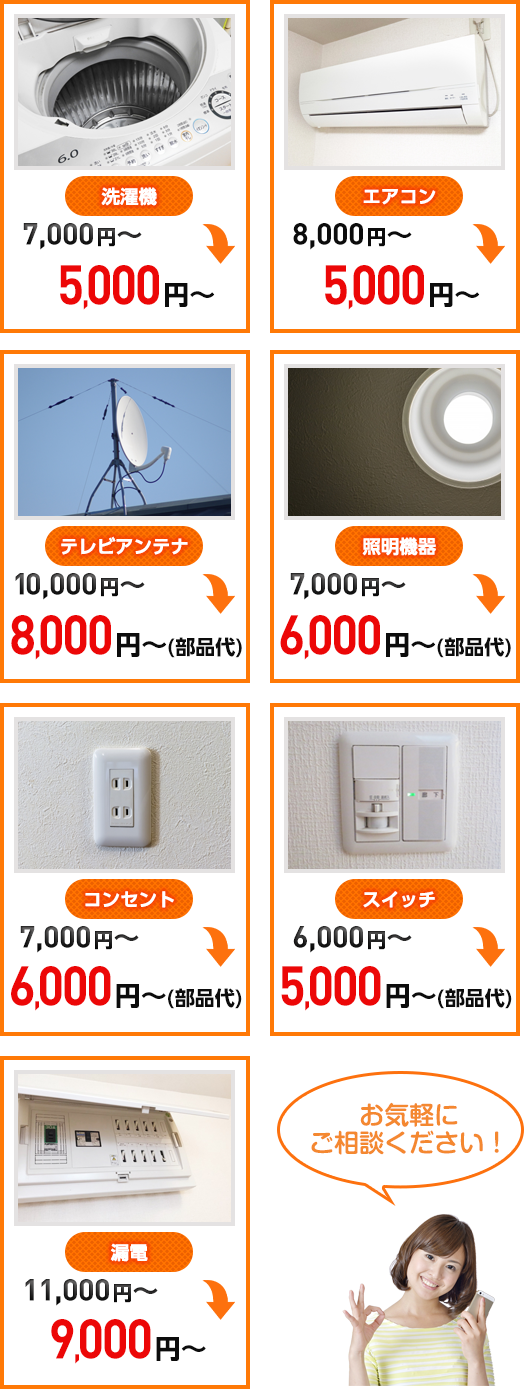 6.0
洗濯機
7,000円～
5,000円～
エアコン
8,000円～
5,000円～
テレビアンテナ
10,000円～
8,000円～(部品代)
照明機器
7,000円～
6,000円～(部品代)
コンセント
7,000円～
6,000円～(部品代)
スイッチ
6,000円～
5,000円～(部品代)
漏電
11,000円～
9,000円～
お気軽に
ご相談ください！